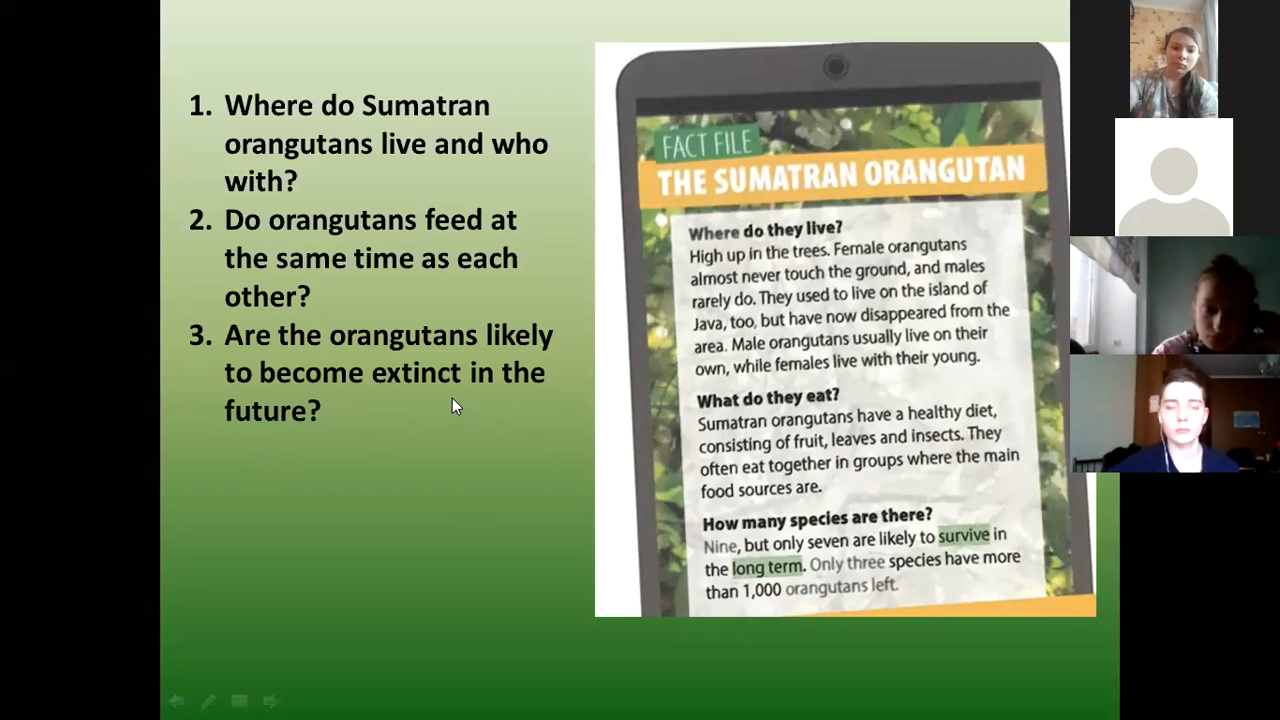 1. Where do Sumatran
orangutans live and who
with?
2. Do orangutans feed at
the same time as each
other?
3. Are the orangutans likely
to become extinct in the
future?
FACT FILE
THE SUMATRAN ORANGUTAN
Where do they live?
High up in the trees. Female orangutans
almost never touch the ground, and males
rarely do. They used to live on the island of
Java, too, but have now disappeared from the
area. Male orangutans usually live on their
own, while females live with their young.
What do they eat?
Sumatran orangutans have a healthy diet,
consisting of fruit, leaves and insects. They
often eat together in groups where the main
food sources are.
How many species are there?
Nine, but only seven are likely to survive in
the long term. Only three species have more
than 1,000 orangutans left.